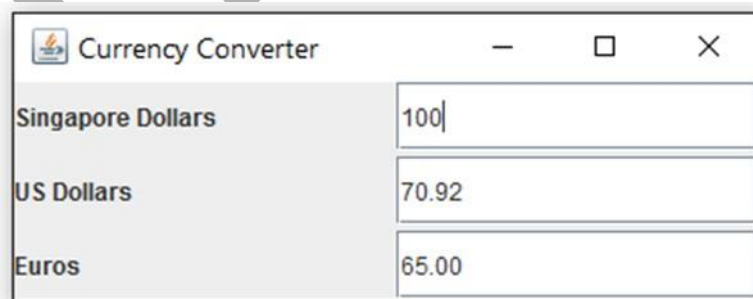 Currency Converter
Singapore Dollars 100
US Dollars 70.92
Euros 65.00